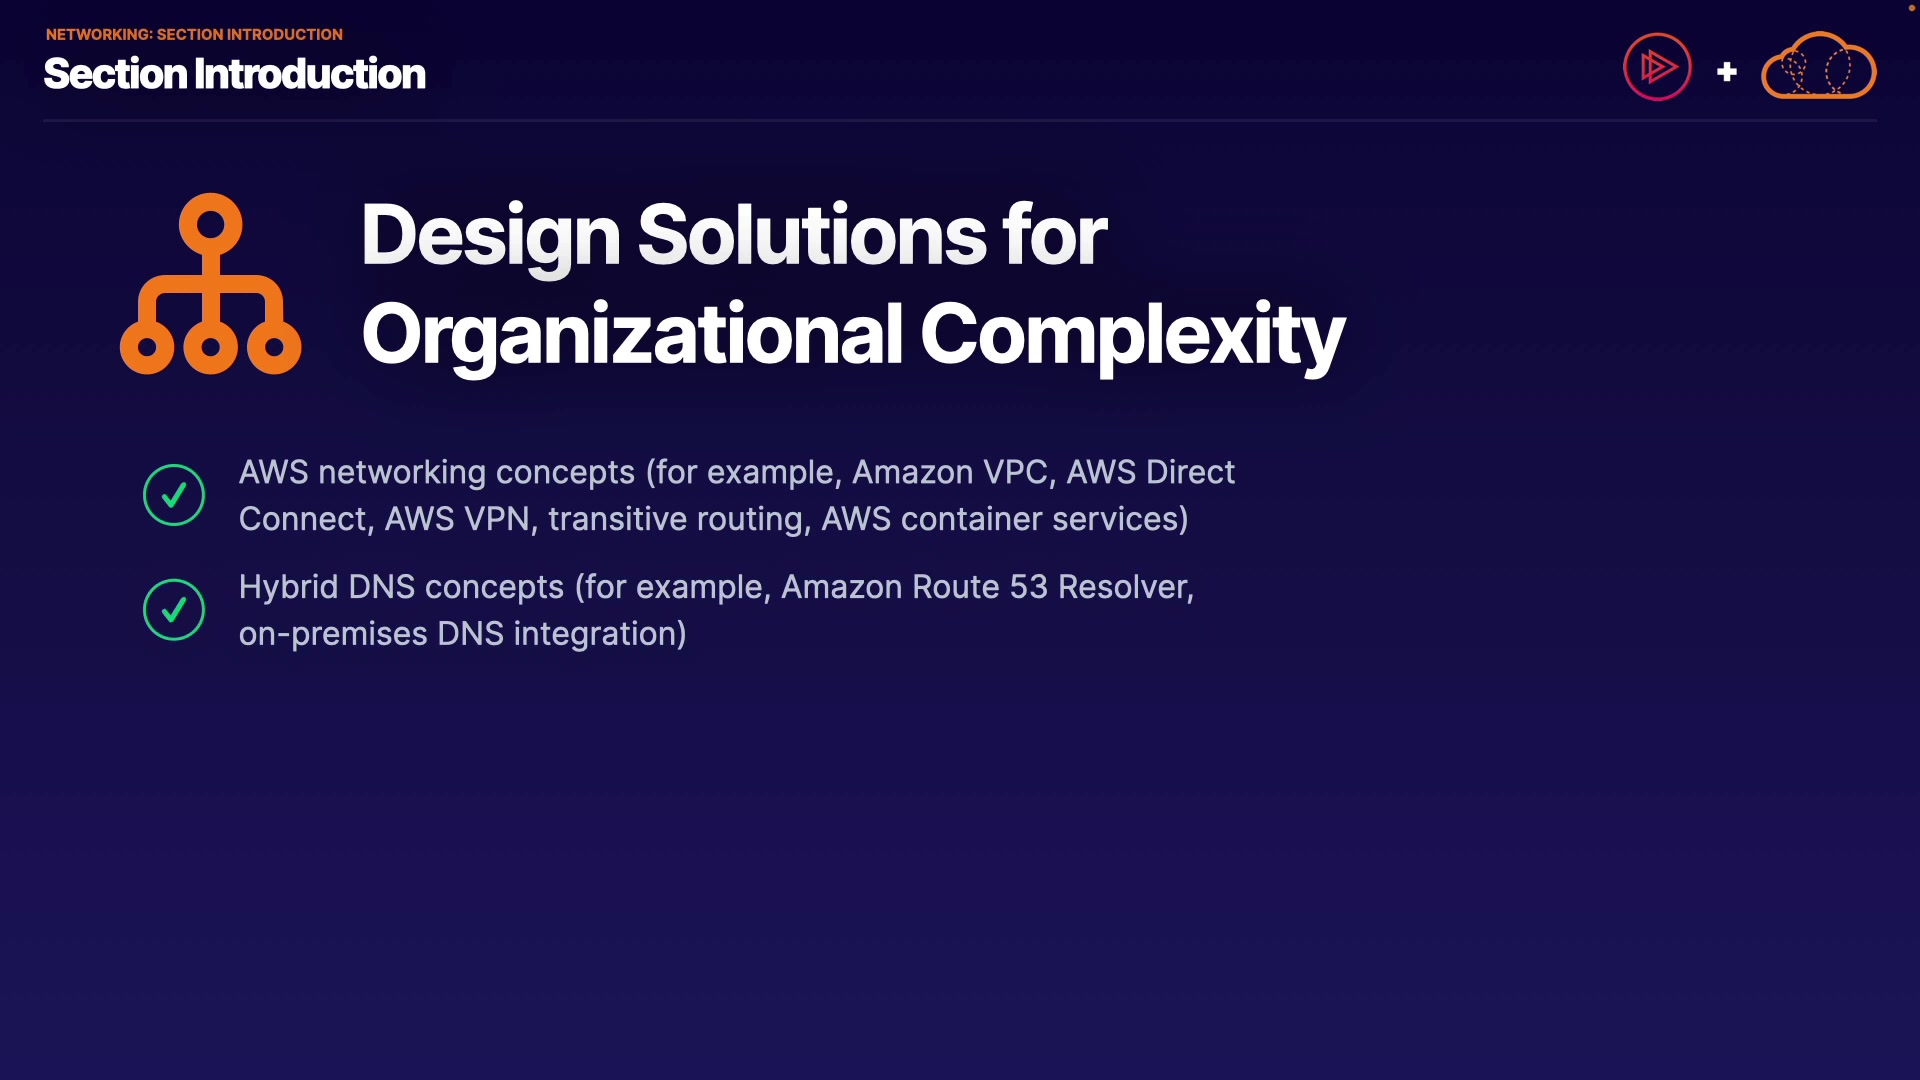 NETWORKING: SECTION INTRODUCTION
Section Introduction
Design Solutions for
Organizational Complexity
AWS networking concepts (for example, Amazon VPC, AWS Direct
Connect, AWS VPN, transitive routing, AWS container services)
Hybrid DNS concepts (for example, Amazon Route 53 Resolver,
on-premises DNS integration)